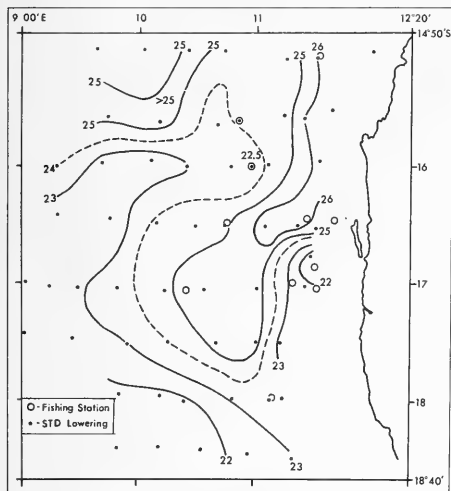 9 00'E 10 11 12°20'
14°50'S
25 25 25 26
25
>25
25
22.5
24 16
23
26
25
22
17
23
18
O-Fishing Station
•-STD Lowering
22 23
18°40'